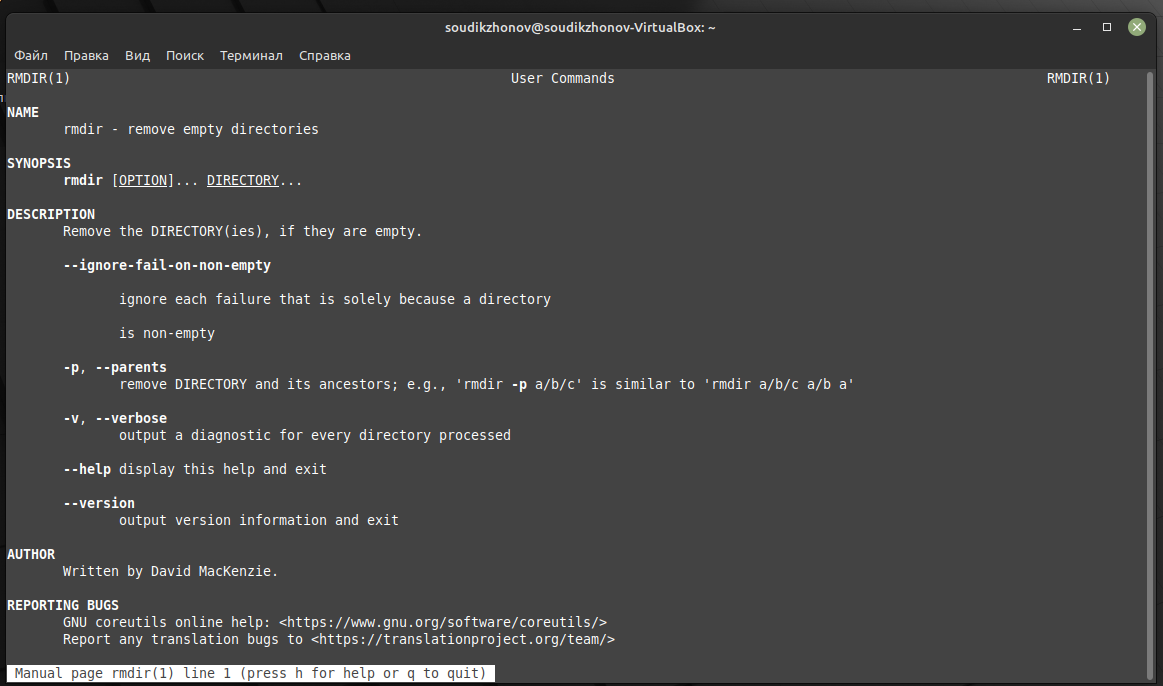 soudikzhonov@soudikzhonov-VirtualBox: ~
Файл Правка Вид Поиск Терминал Справка
RMDIR(1) User Commands RMDIR(1)
NAME
rmdir - remove empty directories
SYNOPSIS
rmdir [OPTION]... DIRECTORY...
DESCRIPTION
Remove the DIRECTORY(ies), if they are empty.
--ignore-fail-on-non-empty
ignore each failure that is solely because a directory
is non-empty
-p, --parents
remove DIRECTORY and its ancestors; e.g., 'rmdir -p a/b/c' is similar to 'rmdir a/b/c a/b a'
-v, --verbose
output a diagnostic for every directory processed
--help display this help and exit
--version
output version information and exit
AUTHOR
Written by David MacKenzie.
REPORTING BUGS
GNU coreutils online help: <https://www.gnu.org/software/coreutils/>
Report any translation bugs to <https://translationproject.org/team/>
Manual page rmdir(1) line 1 (press h for help or q to quit)